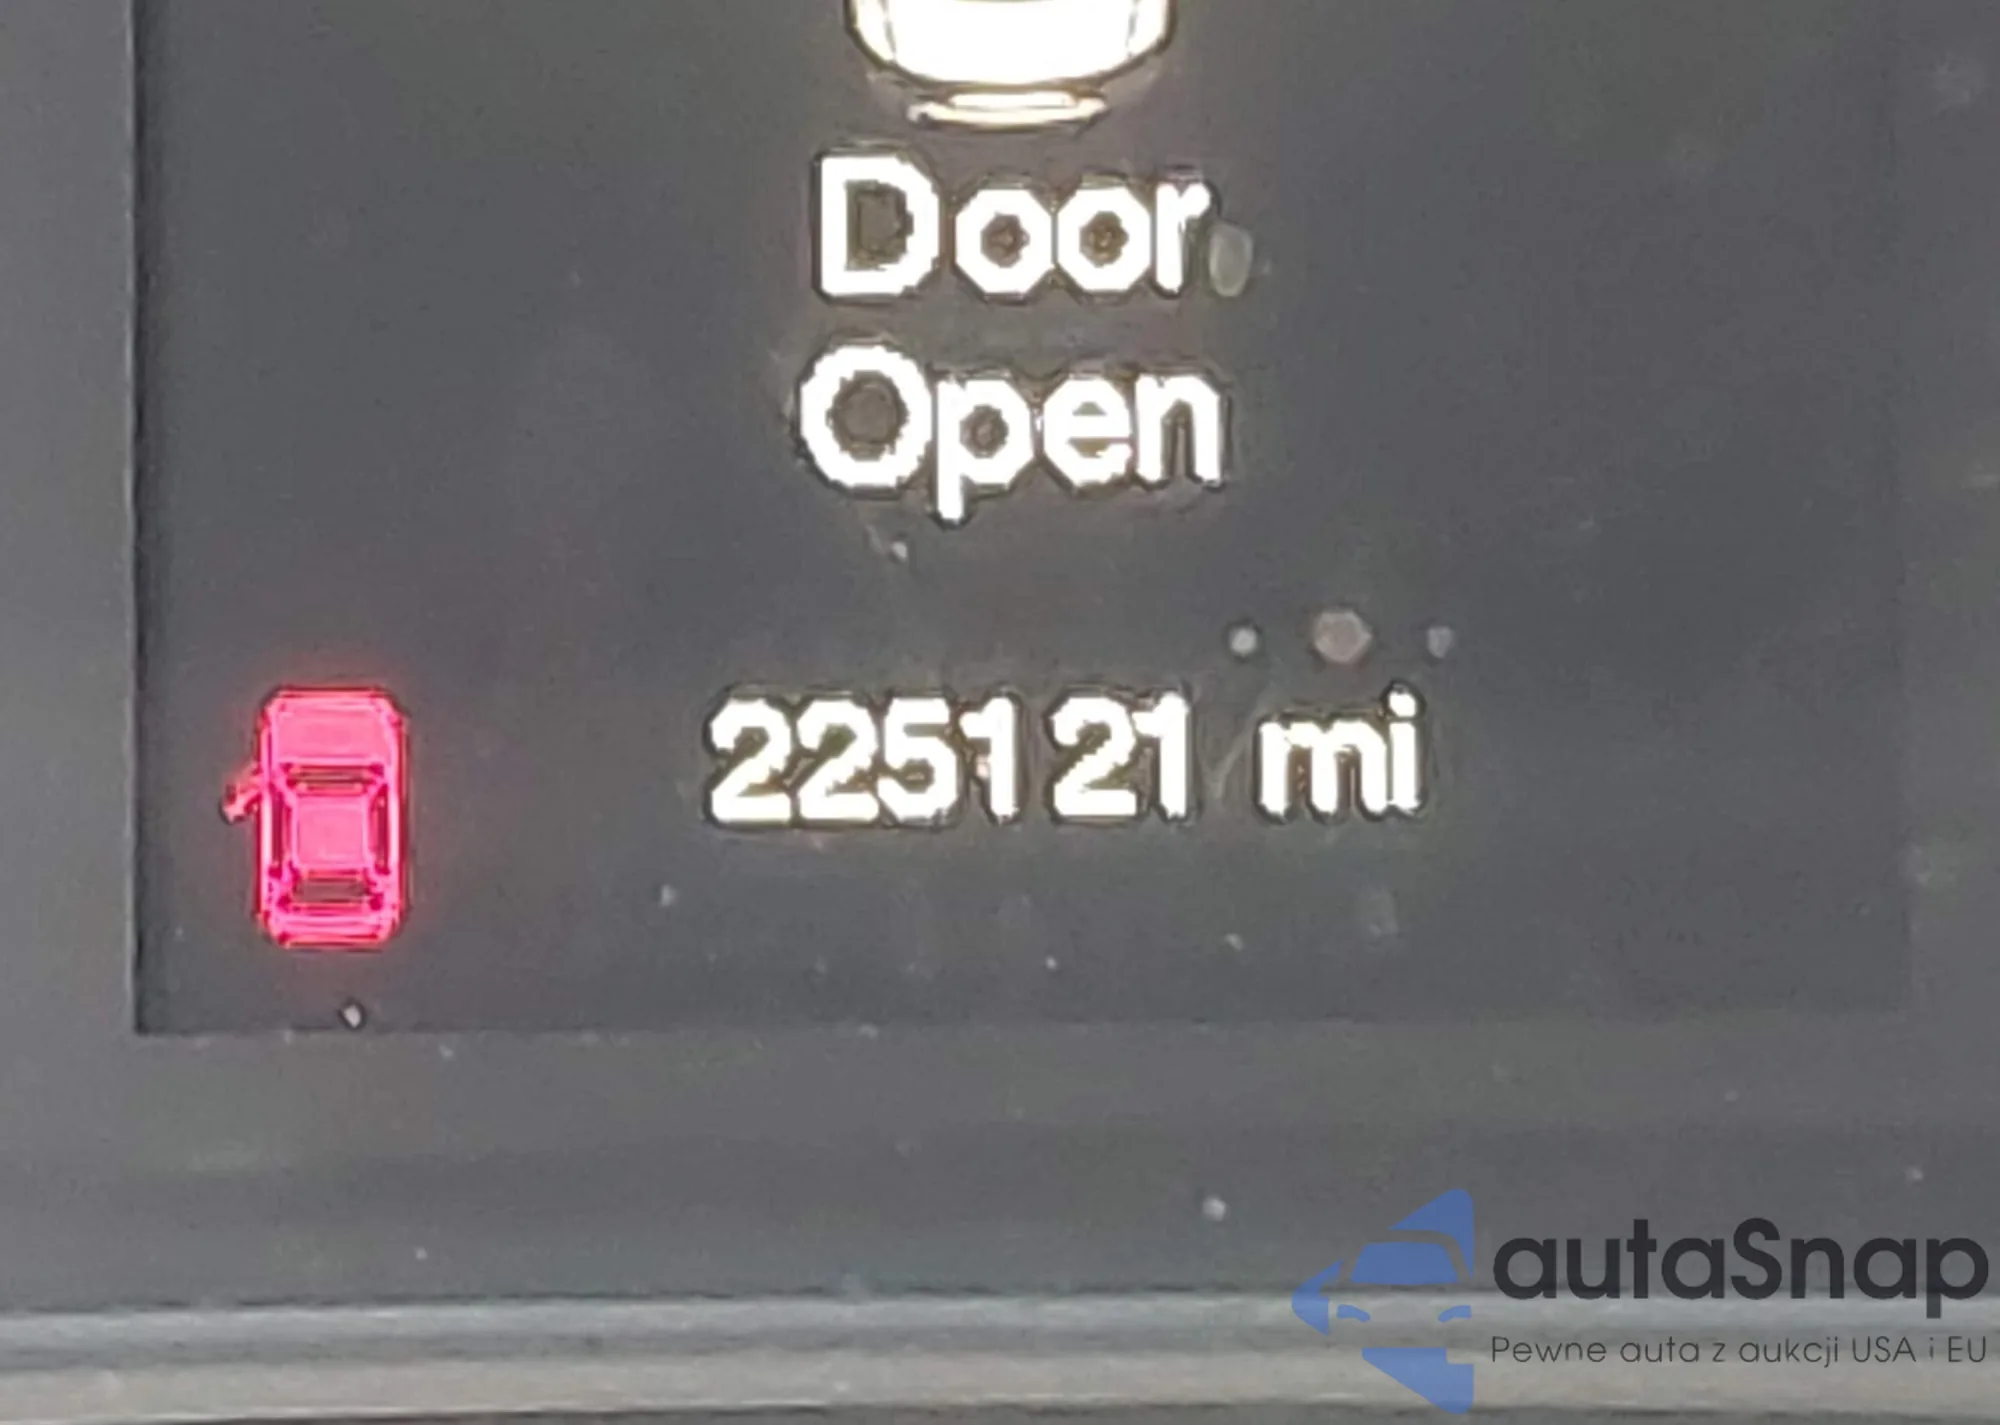 Door
Open
225121 mi
autaSnap
Pewne auta z aukcji USA i EU